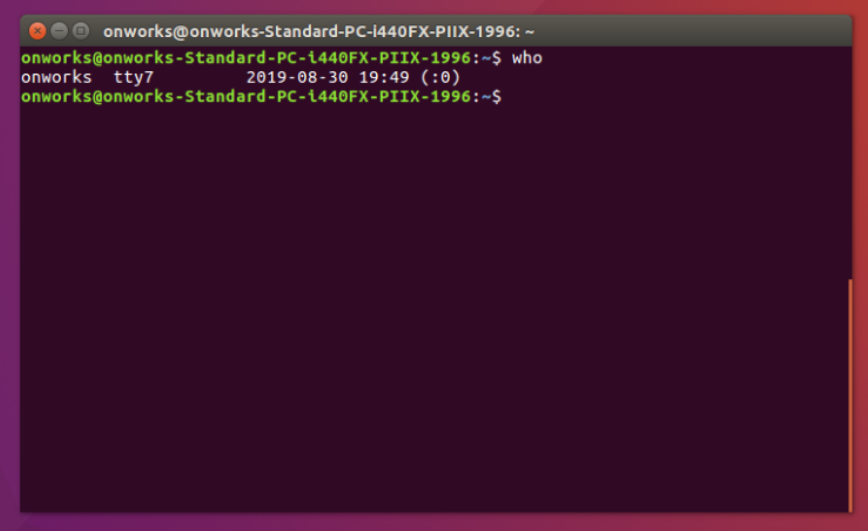 onworks@onworks-Standard-PC-i440FX-PIIX-1996: ~
onworks@onworks-Standard-PC-i440FX-PIIX-1996:~$ who
onworks  tty7         2019-08-30 19:49 (:0)
onworks@onworks-Standard-PC-i440FX-PIIX-1996:~$